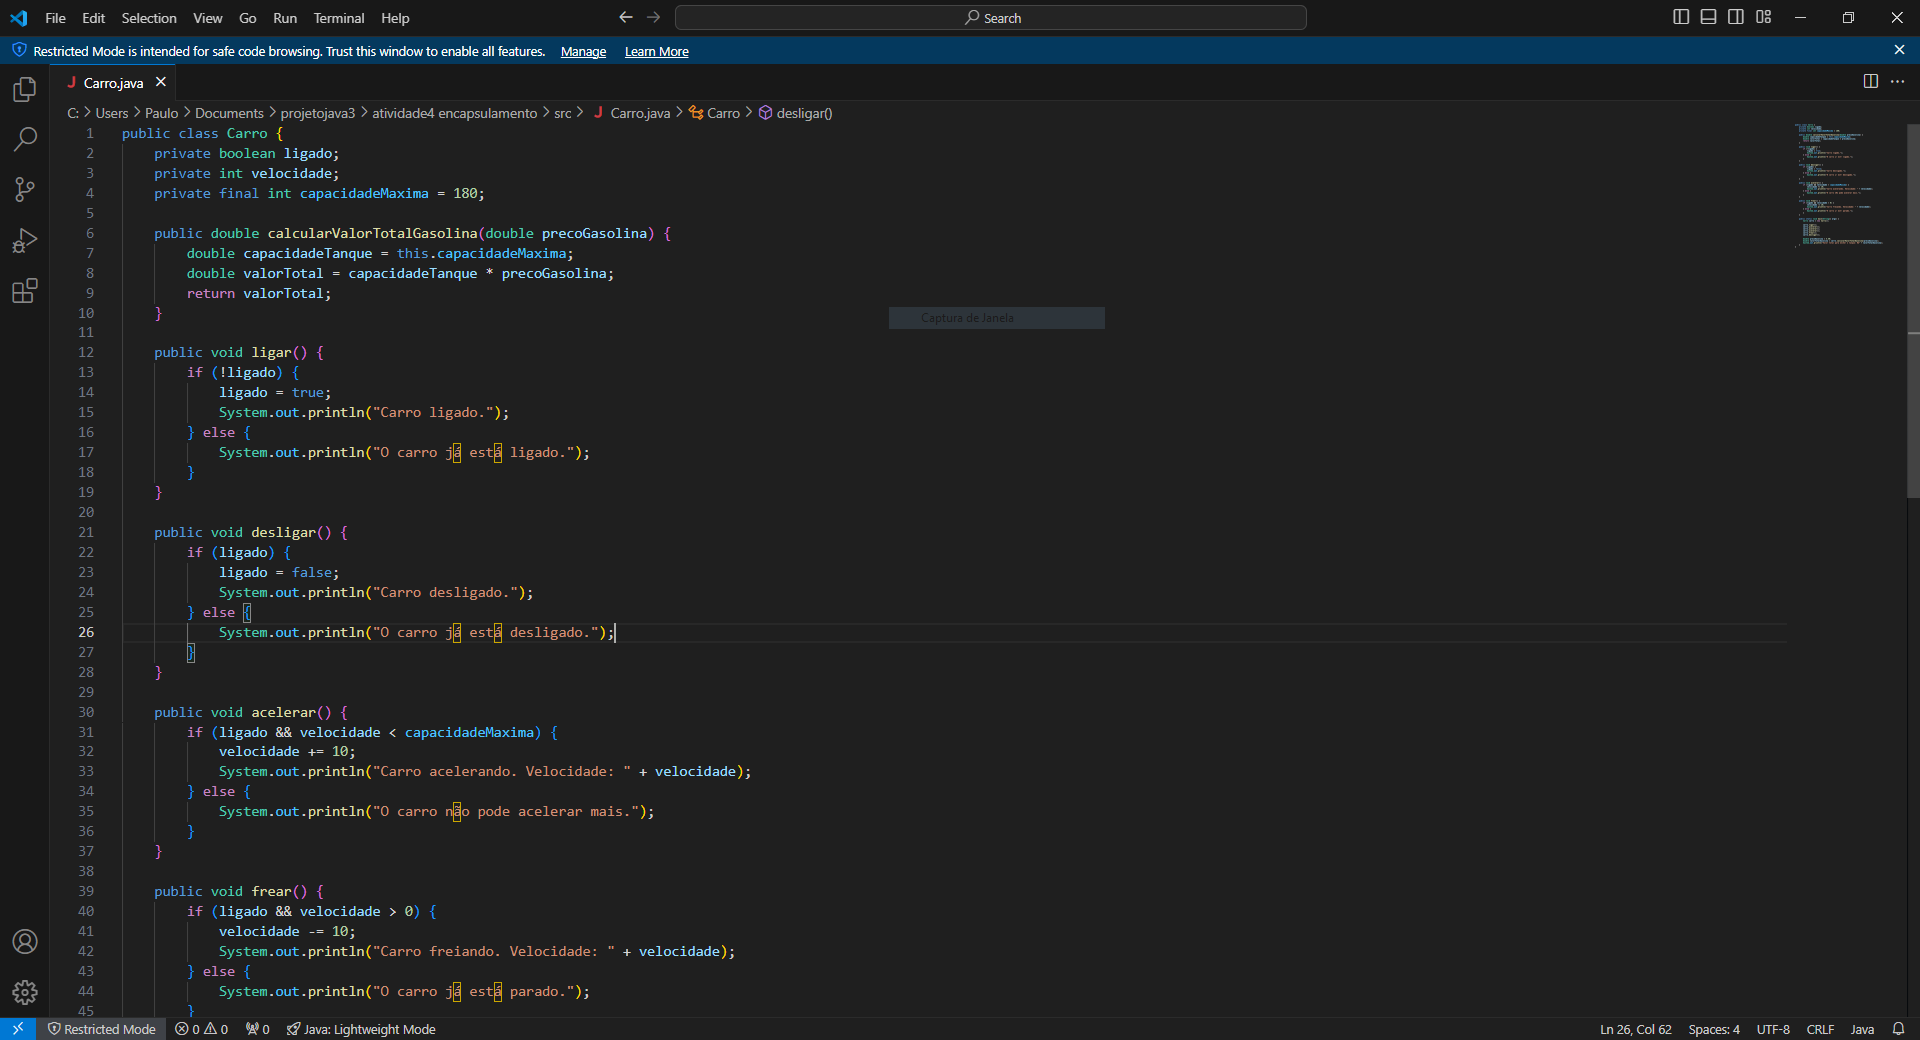 File Edit Selection View Go Run Terminal Help
Search
Restricted Mode is intended for safe code browsing. Trust this window to enable all features. Manage Learn More
J Carro.java
C: > Users > Paulo > Documents > projetojava3 > atividade4 encapsulamento > src > J Carro.java > Carro > desligar()
1 public class Carro {
2 private boolean ligado;
3 private int velocidade;
4 private final int capacidadeMaxima = 180;
5
6 public double calcularValorTotalGasolina(double precoGasolina) {
7 double capacidadeTanque = this.capacidadeMaxima;
8 double valorTotal = capacidadeTanque * precoGasolina;
9 return valorTotal;
10 }
Captura de Janela
11
12 public void ligar() {
13 if (!ligado) {
14 ligado = true;
15 System.out.println("Carro ligado.");
16 } else {
17 System.out.println("O carro já está ligado.");
18 }
19 }
20
21 public void desligar() {
22 if (ligado) {
23 ligado = false;
24 System.out.println("Carro desligado.");
25 } else {
26 System.out.println("O carro já está desligado.");
27 }
28 }
29
30 public void acelerar() {
31 if (ligado && velocidade < capacidadeMaxima) {
32 velocidade += 10;
33 System.out.println("Carro acelerando. Velocidade: " + velocidade);
34 } else {
35 System.out.println("O carro não pode acelerar mais.");
36 }
37 }
38
39 public void frear() {
40 if (ligado && velocidade > 0) {
41 velocidade -= 10;
42 System.out.println("Carro freiando. Velocidade: " + velocidade);
43 } else {
44 System.out.println("O carro já está parado.");
45 }
Restricted Mode 0 0 0 Java: Lightweight Mode Ln 26, Col 62 Spaces: 4 UTF-8 CRLF Java